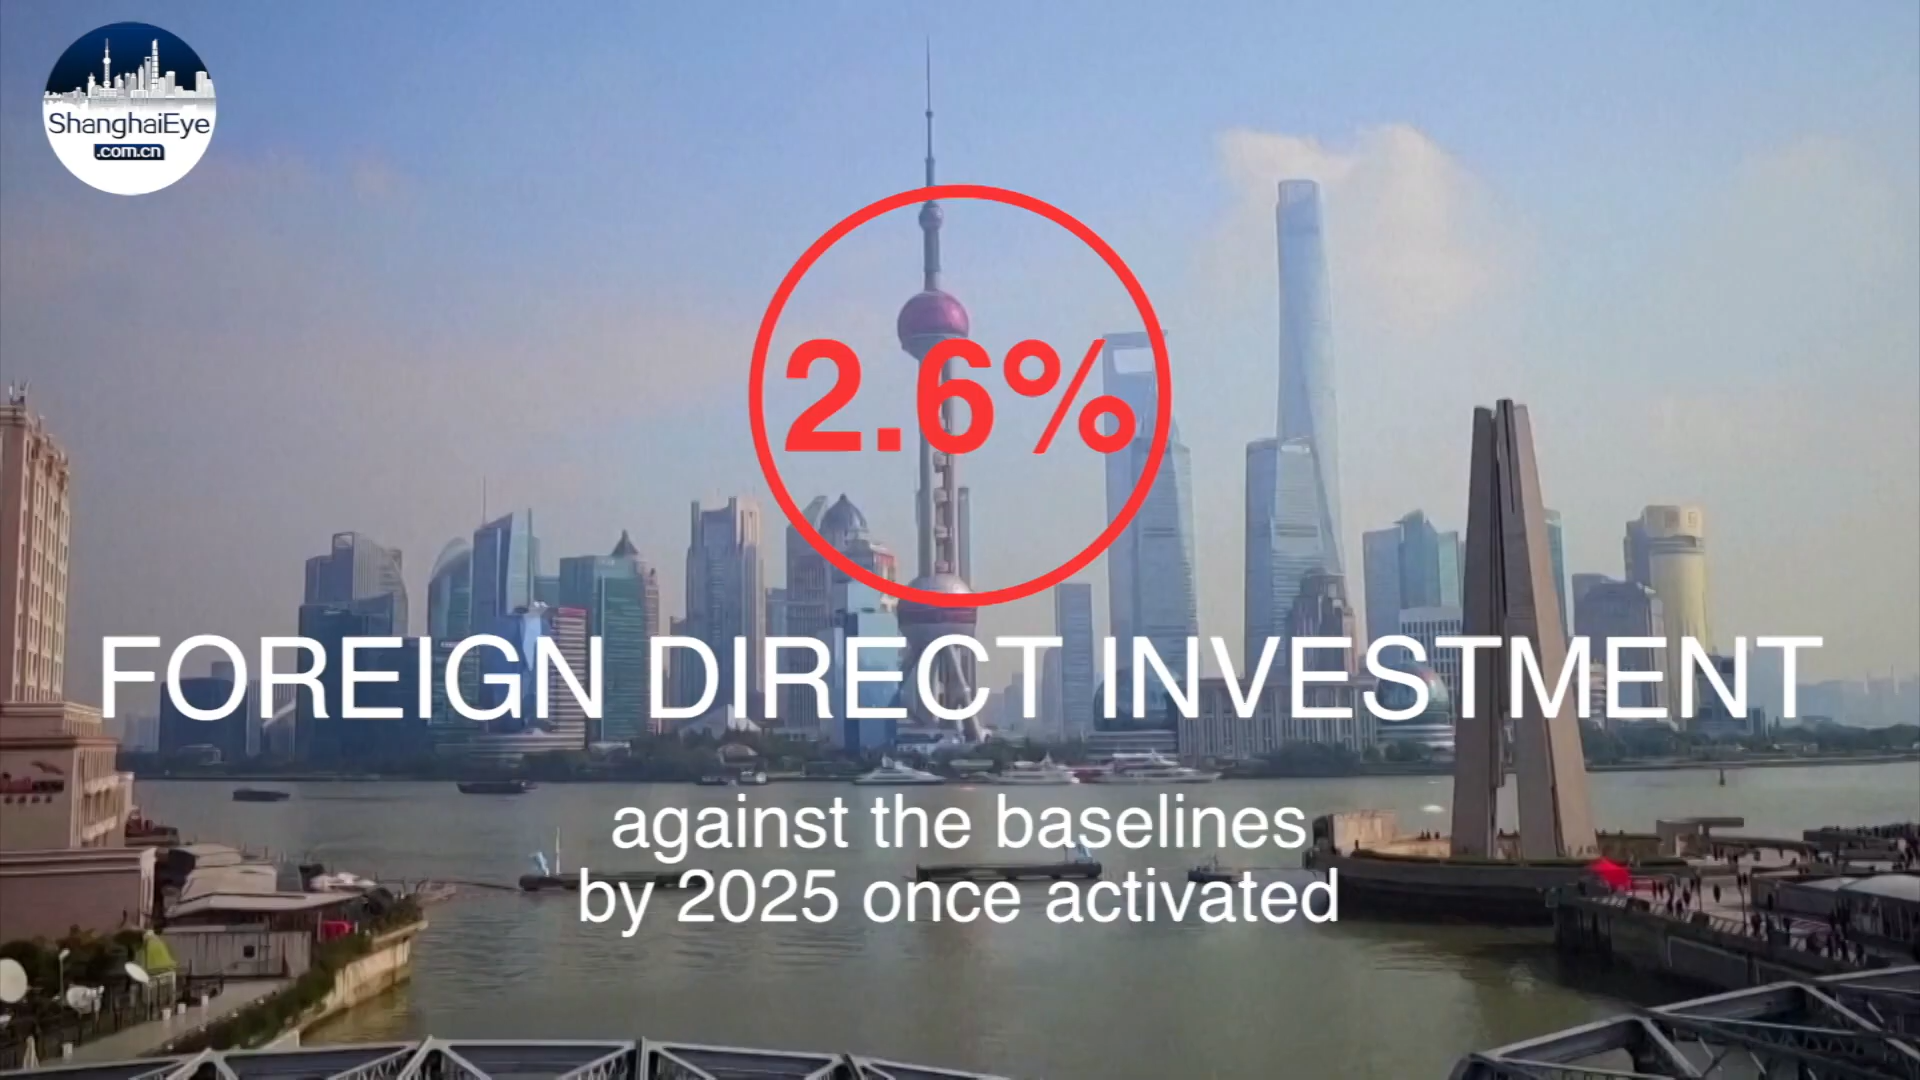 ShanghaiEye
.com.cn
2.6%
FOREIGN DIRECT INVESTMENT
against the baselines
by 2025 once activated